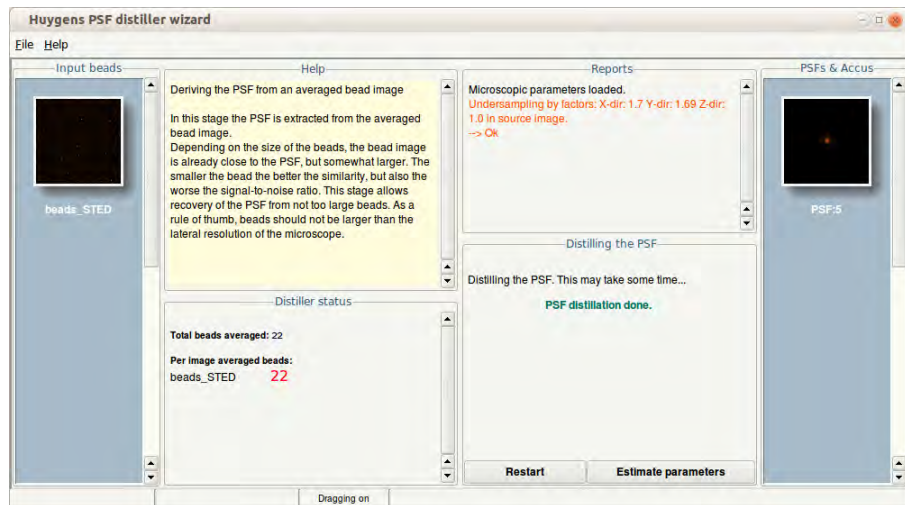 Huygens PSF distiller wizard
File Help
Input beads
beads_STED
Help
Deriving the PSF from an averaged bead image
In this stage the PSF is extracted from the averaged
bead image.
Depending on the size of the beads, the bead image
is already close to the PSF, but somewhat larger. The
smaller the bead the better the similarity, but also the
worse the signal-to-noise ratio. This stage allows
recovery of the PSF from not too large beads. As a
rule of thumb, beads should not be larger than the
lateral resolution of the microscope.
Distiller status
Total beads averaged: 22
Per image averaged beads:
beads_STED 22
Reports
Microscopic parameters loaded.
Undersampling by factors: X-dir: 1.7 Y-dir: 1.69 Z-dir:
1.0 in source image.
--> Ok
Distilling the PSF
Distilling the PSF. This may take some time...
PSF distillation done.
Restart
Estimate parameters
PSFs & Accus
PSF:5
Dragging on